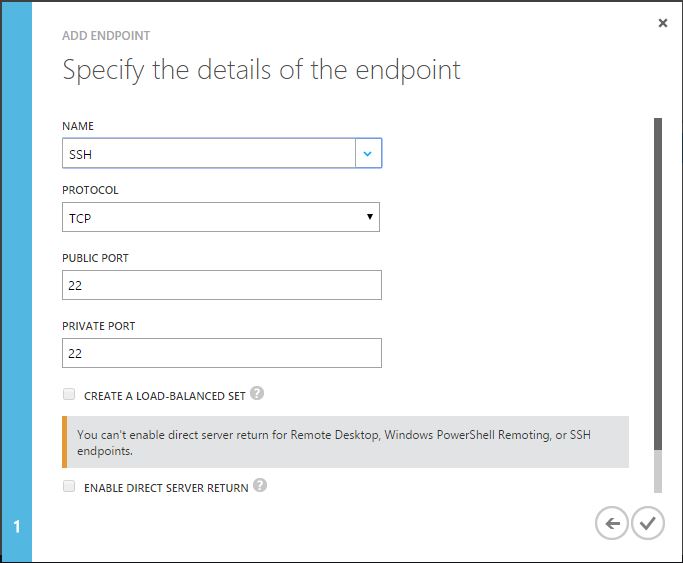 ADD ENDPOINT
Specify the details of the endpoint
NAME
SSH
PROTOCOL
TCP
PUBLIC PORT
22
PRIVATE PORT
22
CREATE A LOAD-BALANCED SET ?
You can't enable direct server return for Remote Desktop, Windows PowerShell Remoting, or SSH
endpoints.
ENABLE DIRECT SERVER RETURN ?
1